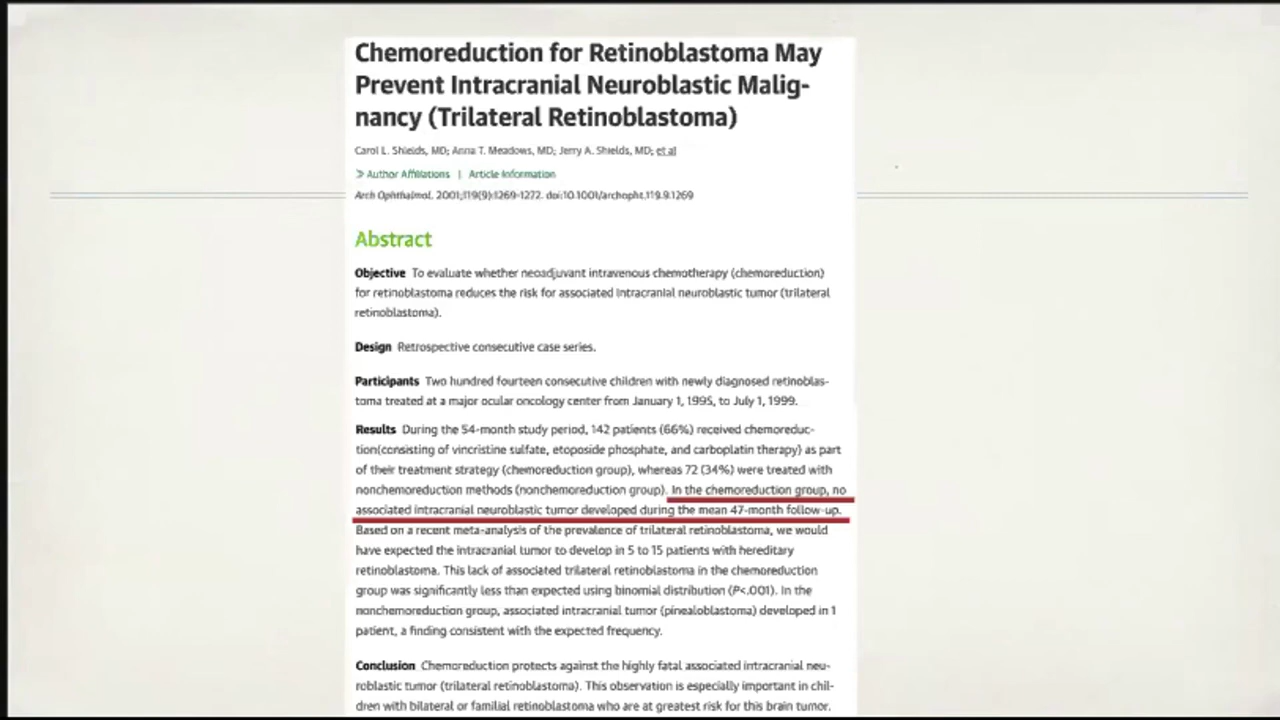 Chemoreduction for Retinoblastoma May
Prevent Intracranial Neuroblastic Malig-
nancy (Trilateral Retinoblastoma)
Carol L. Shields, MD; Anna T. Meadows, MD; Jerry A. Shields, MD; et al
≫ Author Affiliations | Article Information
Arch Ophthalmol. 2001;119(9):1269-1272. doi:10.1001/archopht.119.9.1269
Abstract
Objective To evaluate whether neoadjuvant intravenous chemotherapy (chemoreduction)
for retinoblastoma reduces the risk for associated intracranial neuroblastic tumor (trilateral
retinoblastoma).
Design Retrospective consecutive case series.
Participants Two hundred fourteen consecutive children with newly diagnosed retinoblas-
toma treated at a major ocular oncology center from January 1, 1995, to July 1, 1999.
Results During the 54-month study period, 142 patients (66%) received chemoreduc-
tion(consisting of vincristine sulfate, etoposide phosphate, and carboplatin therapy) as part
of their treatment strategy (chemoreduction group), whereas 72 (34%) were treated with
nonchemoreduction methods (nonchemoreduction group). In the chemoreduction group, no
associated intracranial neuroblastic tumor developed during the mean 47-month follow-up.
Based on a recent meta-analysis of the prevalence of trilateral retinoblastoma, we would
have expected the intracranial tumor to develop in 5 to 15 patients with hereditary
retinoblastoma. This lack of associated trilateral retinoblastoma in the chemoreduction
group was significantly less than expected using binomial distribution (P<.001). In the
nonchemoreduction group, associated intracranial tumor (pinealoblastoma) developed in 1
patient, a finding consistent with the expected frequency.
Conclusion Chemoreduction protects against the highly fatal associated intracranial neu-
roblastic tumor (trilateral retinoblastoma). This observation is especially important in chil-
dren with bilateral or familial retinoblastoma who are at greatest risk for this brain tumor.